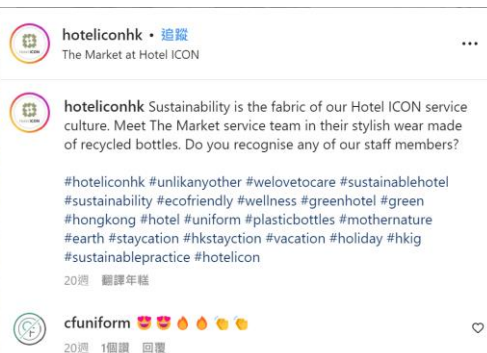 hoteliconhk • 追蹤
The Market at Hotel ICON
hoteliconhk Sustainability is the fabric of our Hotel ICON service
culture. Meet The Market service team in their stylish wear made
of recycled bottles. Do you recognise any of our staff members?
#hoteliconhk #unlikanyother #welovetocare #sustainablehotel
#sustainability #ecofriendly #wellness #greenhotel #green
#hongkong #hotel #uniform #plasticbottles #mothernature
#earth #staycation #hkstayction #vacation #holiday #hkig
#sustainablepractice #hotelicon
20週 翻譯年糕
cfuniform 😍😍🔥🔥👏👏
20週 1個讚 回覆